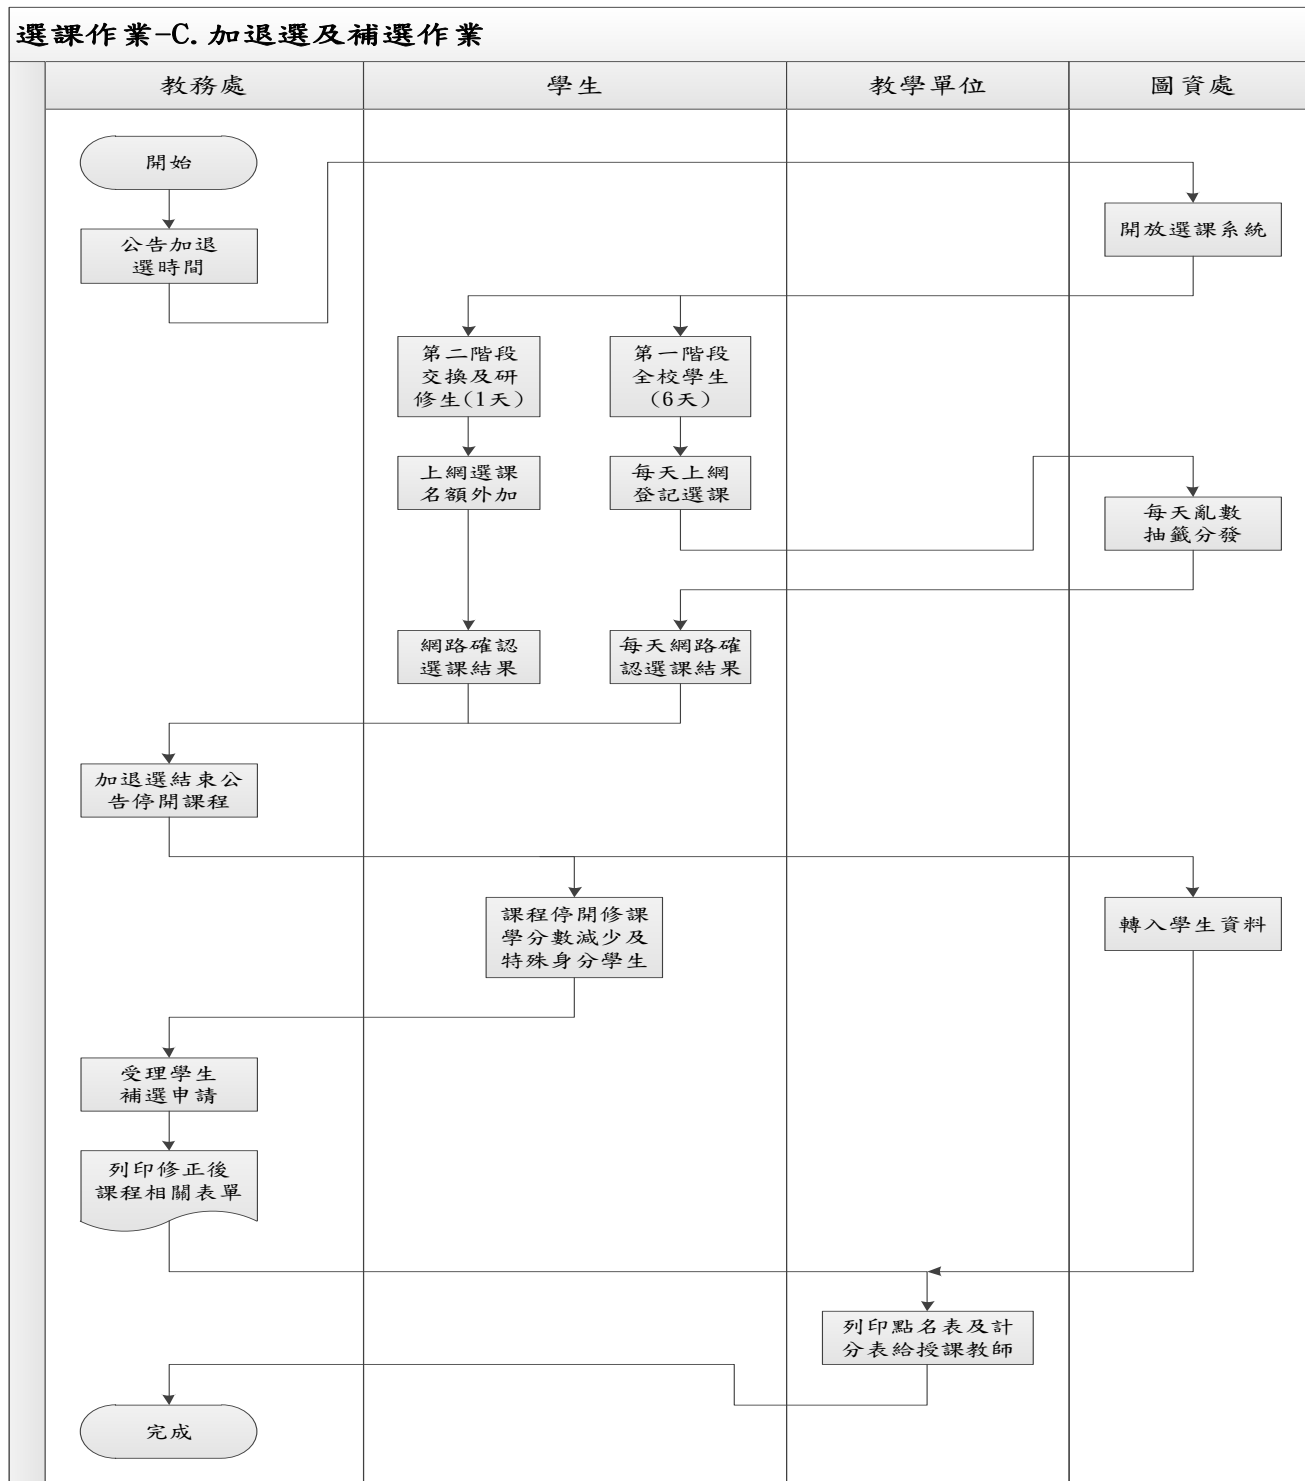 選課作業-C.加退選及補選作業
教務處
學生
教學單位
圖資處
開始
開放選課系統
公告加退
選時間
第二階段
交換及研
修生(1天)
第一階段
全校學生
(6天)
上網選課
名額外加
每天上網
登記選課
每天亂數
抽籤分發
網路確認
選課結果
每天網路確
認選課結果
加退選結束公
告停開課程
課程停開修課
學分數減少及
特殊身分學生
轉入學生資料
受理學生
補選申請
列印修正後
課程相關表單
列印點名表及計
分表給授課教師
完成